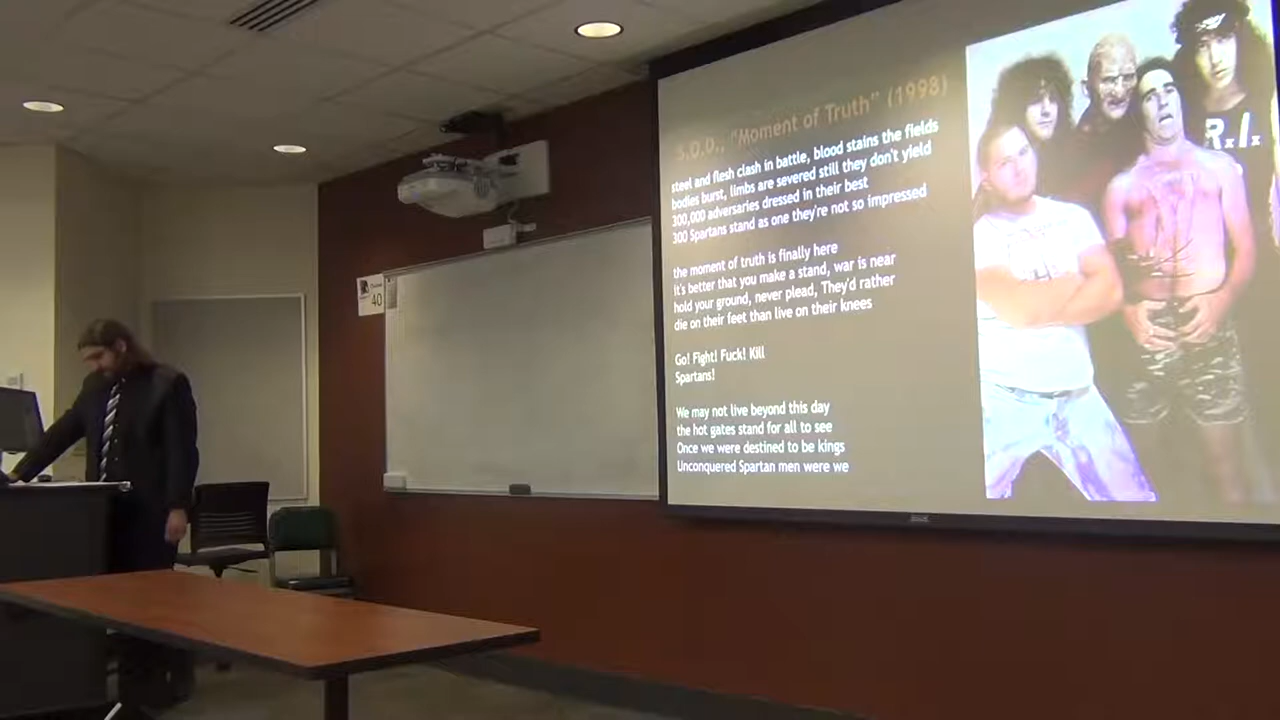 S.O.D., "Moment of Truth" (1998)
steel and flesh clash in battle, blood stains the fields
bodies burst, limbs are severed still they don't yield
300,000 adversaries dressed in their best
300 Spartans stand as one they're not so impressed
the moment of truth is finally here
it's better that you make a stand, war is near
hold your ground, never plead, They'd rather
die on their feet than live on their knees
Go! Fight! Fuck! Kill
Spartans!
We may not live beyond this day
the hot gates stand for all to see
Once we were destined to be kings
Unconquered Spartan men were we
40